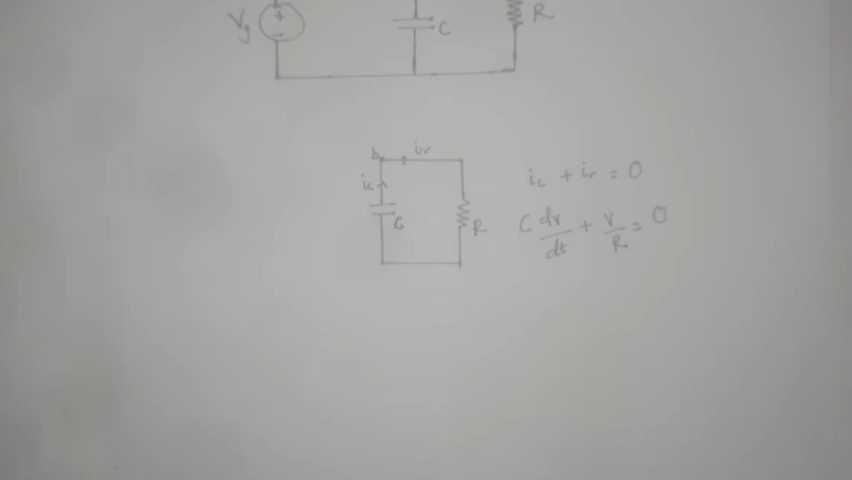 Vg
C
R
b
ir
ic
C
R
ic + ir = 0
C dv/dt + v/R = 0